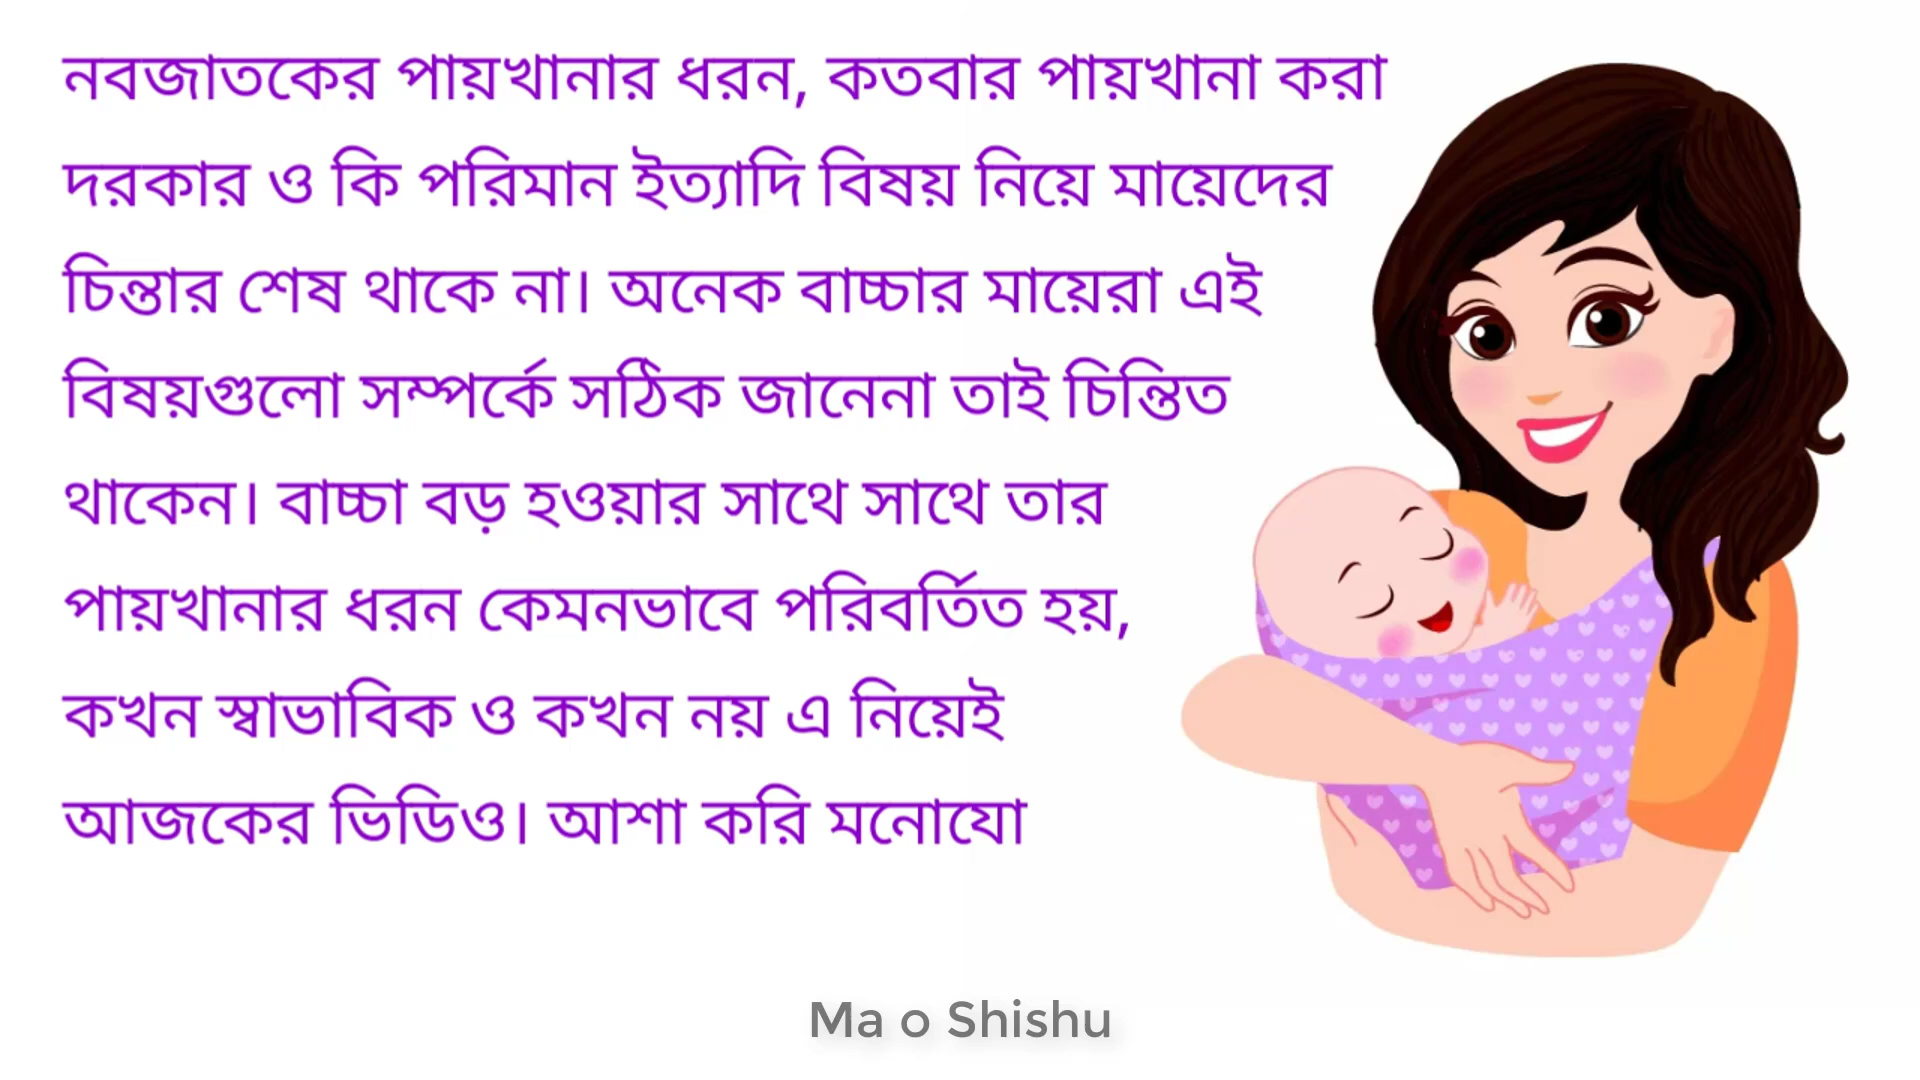 নবজাতকের পায়খানার ধরন, কতবার পায়খানা করা
দরকার ও কি পরিমান ইত্যাদি বিষয় নিয়ে মায়েদের
চিন্তার শেষ থাকে না। অনেক বাচ্চার মায়েরা এই
বিষয়গুলো সম্পর্কে সঠিক জানেনা তাই চিন্তিত
থাকেন। বাচ্চা বড় হওয়ার সাথে সাথে তার
পায়খানার ধরন কেমনভাবে পরিবর্তিত হয়,
কখন স্বাভাবিক ও কখন নয় এ নিয়েই
আজকের ভিডিও। আশা করি মনোযো
Ma o Shishu